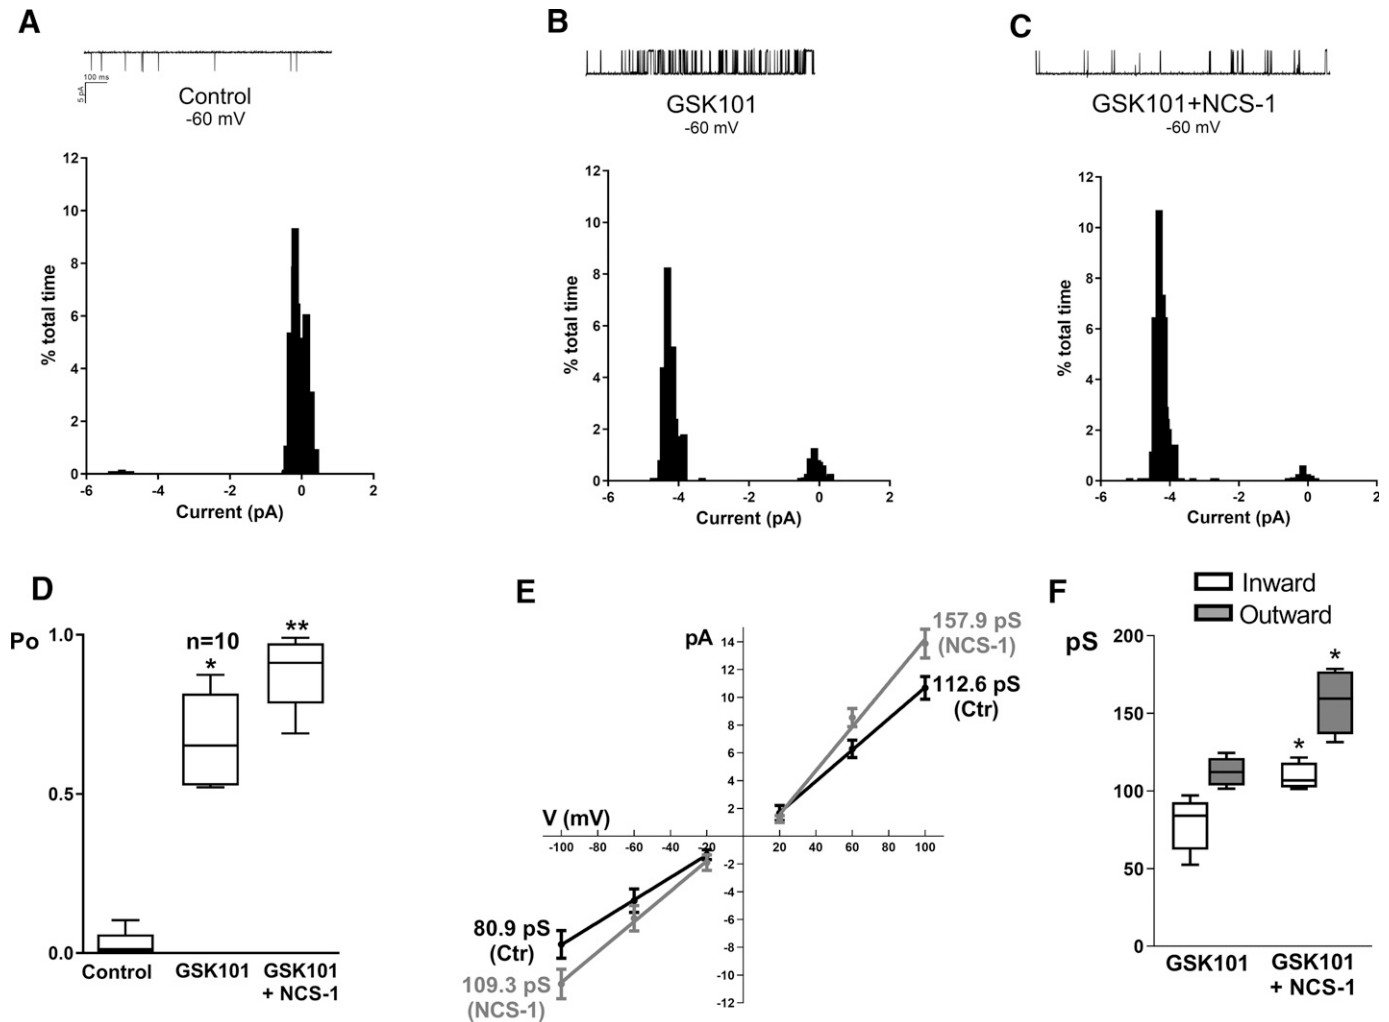 A
100 ms
5 pA
Control
-60 mV
% total time
12
10
8
6
4
2
0
-6 -4 -2 0 2
Current (pA)
B
GSK101
-60 mV
% total time
12
10
8
6
4
2
0
-6 -4 -2 0 2
Current (pA)
C
GSK101+NCS-1
-60 mV
% total time
12
10
8
6
4
2
0
-6 -4 -2 0 2
Current (pA)
D
Po
1.0
0.5
0.0
n=10
*
**
Control
GSK101
GSK101
+ NCS-1
E
pA
14
12
10
8
6
4
2
-2
-4
-6
-8
-10
-12
V (mV)
-100 -80 -60 -40 -20 20 40 60 80 100
157.9 pS
(NCS-1)
112.6 pS
(Ctr)
80.9 pS
(Ctr)
109.3 pS
(NCS-1)
F
Inward
Outward
pS
200
150
100
50
0
*
*
GSK101
GSK101
+ NCS-1